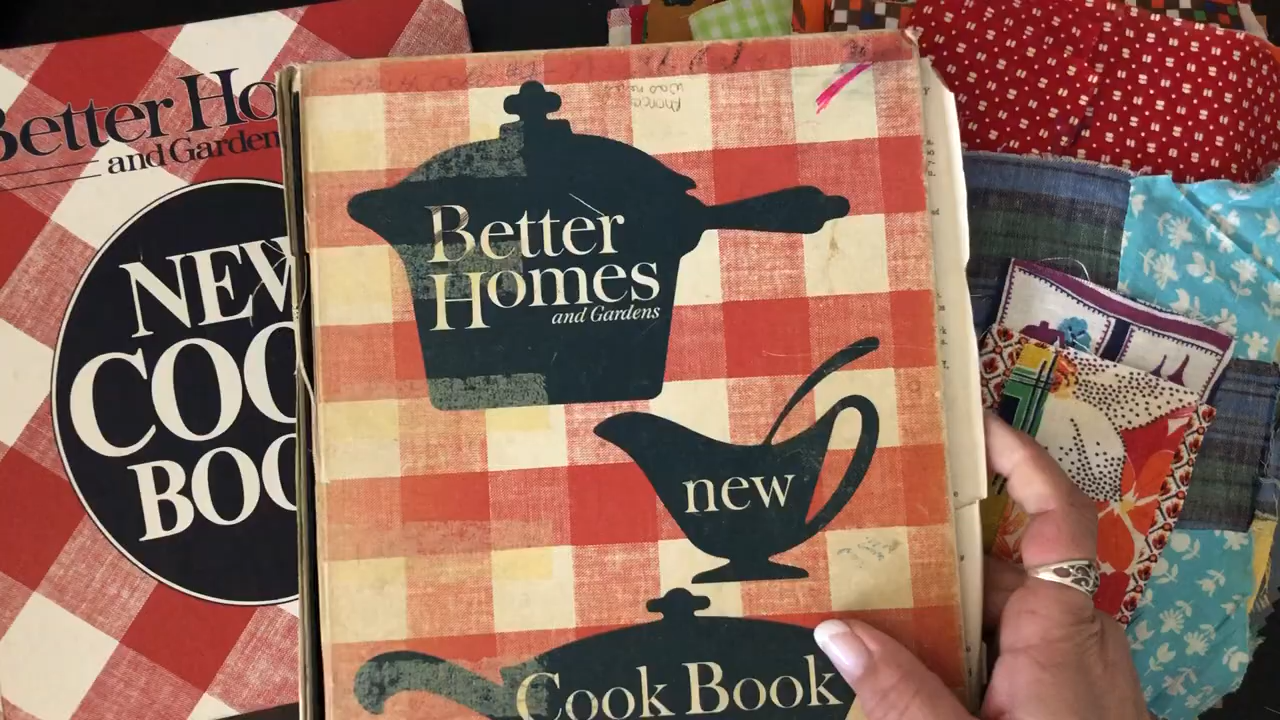 Better Ho
and Garden
NEW
COO
BOO
Better
Homes
and Gardens
new
Cook Book